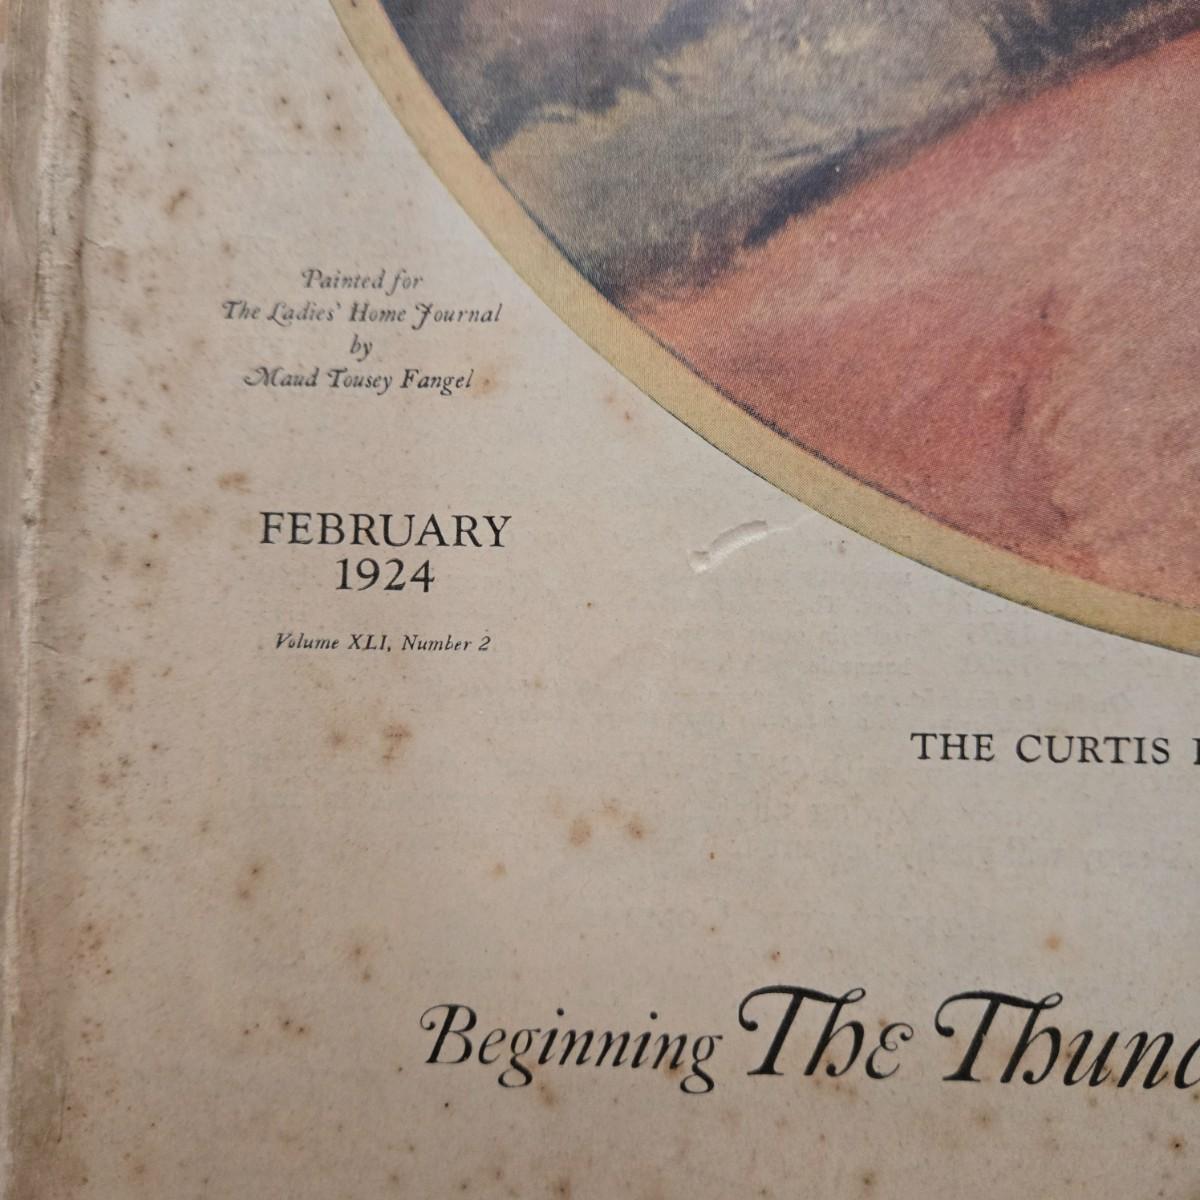 Painted for
The Ladies' Home Journal
by
Maud Tousey Fangel
FEBRUARY
1924
Volume XLI, Number 2
THE CURTIS
Beginning The Thund